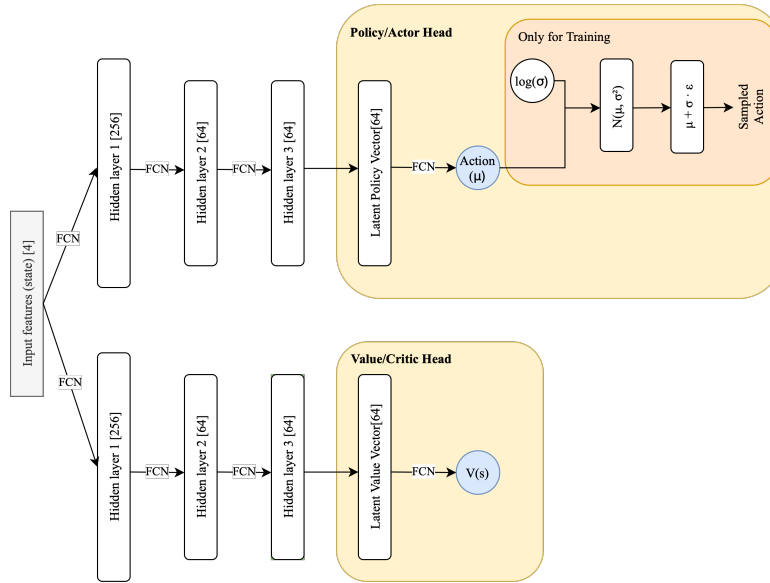 Policy/Actor Head
Only for Training
log(σ)
N(μ, σ²)
μ + σ · ε
Sampled
Action
Hidden layer 1 [256]
FCN
Hidden layer 2 [64]
FCN
Hidden layer 3 [64]
Latent Policy Vector[64]
FCN
Action
(μ)
FCN
Input features (state) [4]
FCN
Value/Critic Head
Hidden layer 1 [256]
FCN
Hidden layer 2 [64]
FCN
Hidden layer 3 [64]
Latent Value Vector[64]
FCN
V(s)